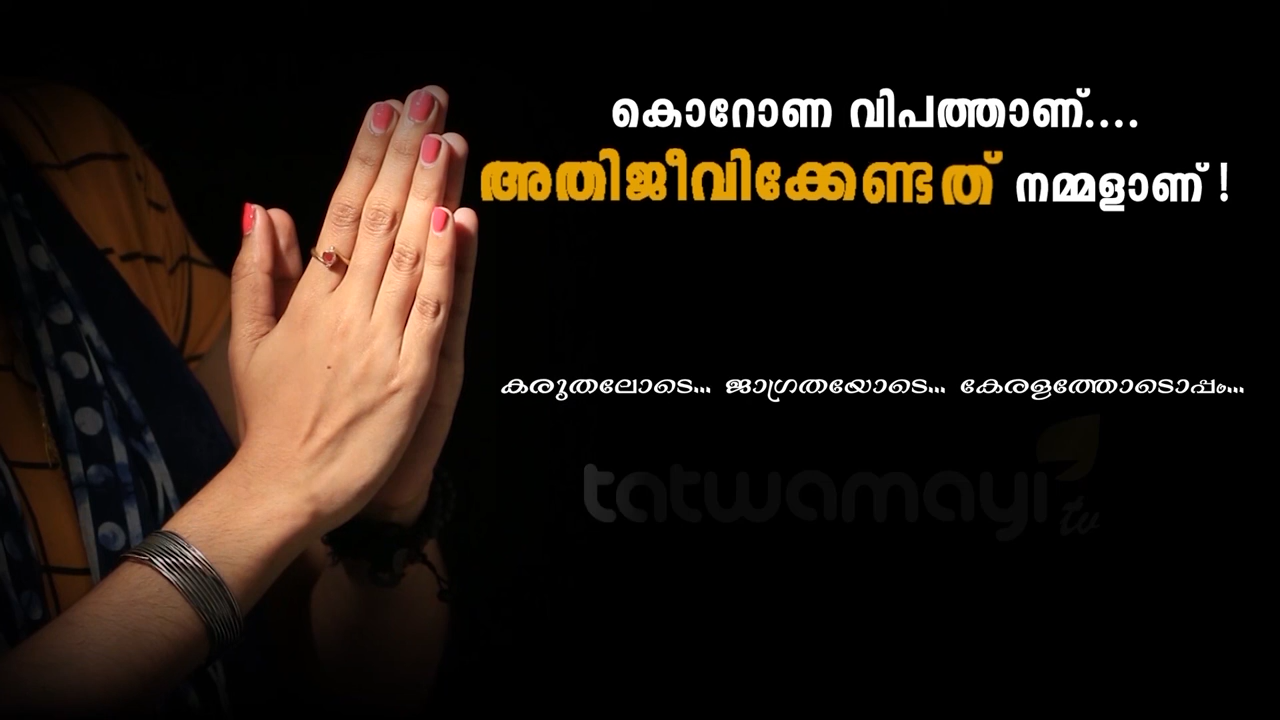 കൊറോണ വിപത്താണ്....
അതിജീവിക്കേണ്ടത് നമ്മളാണ് !
കരുതലോടെ... ജാഗ്രതയോടെ... കേരളത്തോടൊപ്പം...
tatwamayi
tv